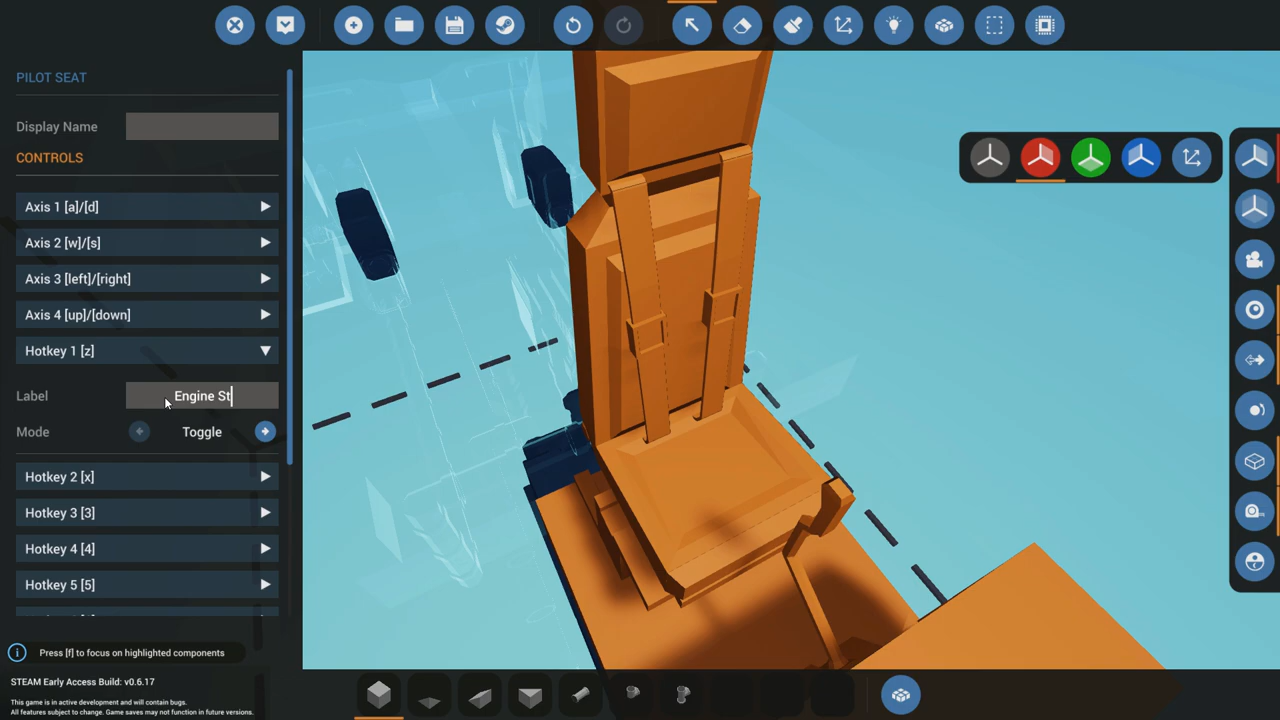 PILOT SEAT
Display Name
CONTROLS
Axis 1 [a]/[d]
Axis 2 [w]/[s]
Axis 3 [left]/[right]
Axis 4 [up]/[down]
Hotkey 1 [z]
Label Engine St
Mode Toggle
Hotkey 2 [x]
Hotkey 3 [3]
Hotkey 4 [4]
Hotkey 5 [5]
Press [f] to focus on highlighted components
STEAM Early Access Build: v0.6.17
This game is in active development and will contain bugs.
All features subject to change. Game saves may not function in future versions.